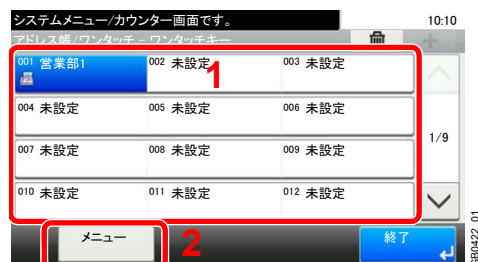 システムメニュー/カウンター画面です。
10:10
アドレス帳/ワンタッチ - ワンタッチキー
001 営業部1
002 未設定
003 未設定
1
004 未設定
005 未設定
006 未設定
1/9
007 未設定
008 未設定
009 未設定
010 未設定
011 未設定
012 未設定
メニュー
2
終了
GB0422_01